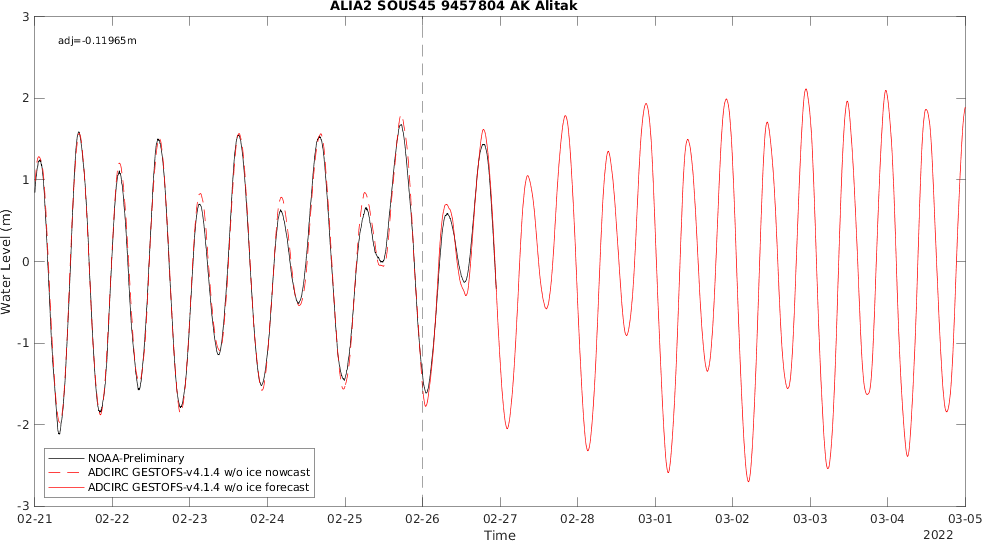 ALIA2 SOUS45 9457804 AK Alitak
3
adj=-0.11965m
2
1
0
-1
-2
-3
Water Level (m)
NOAA-Preliminary
ADCIRC GESTOFS-v4.1.4 w/o ice nowcast
ADCIRC GESTOFS-v4.1.4 w/o ice forecast
02-21 02-22 02-23 02-24 02-25 02-26 02-27 02-28 03-01 03-02 03-03 03-04 03-05
Time
2022